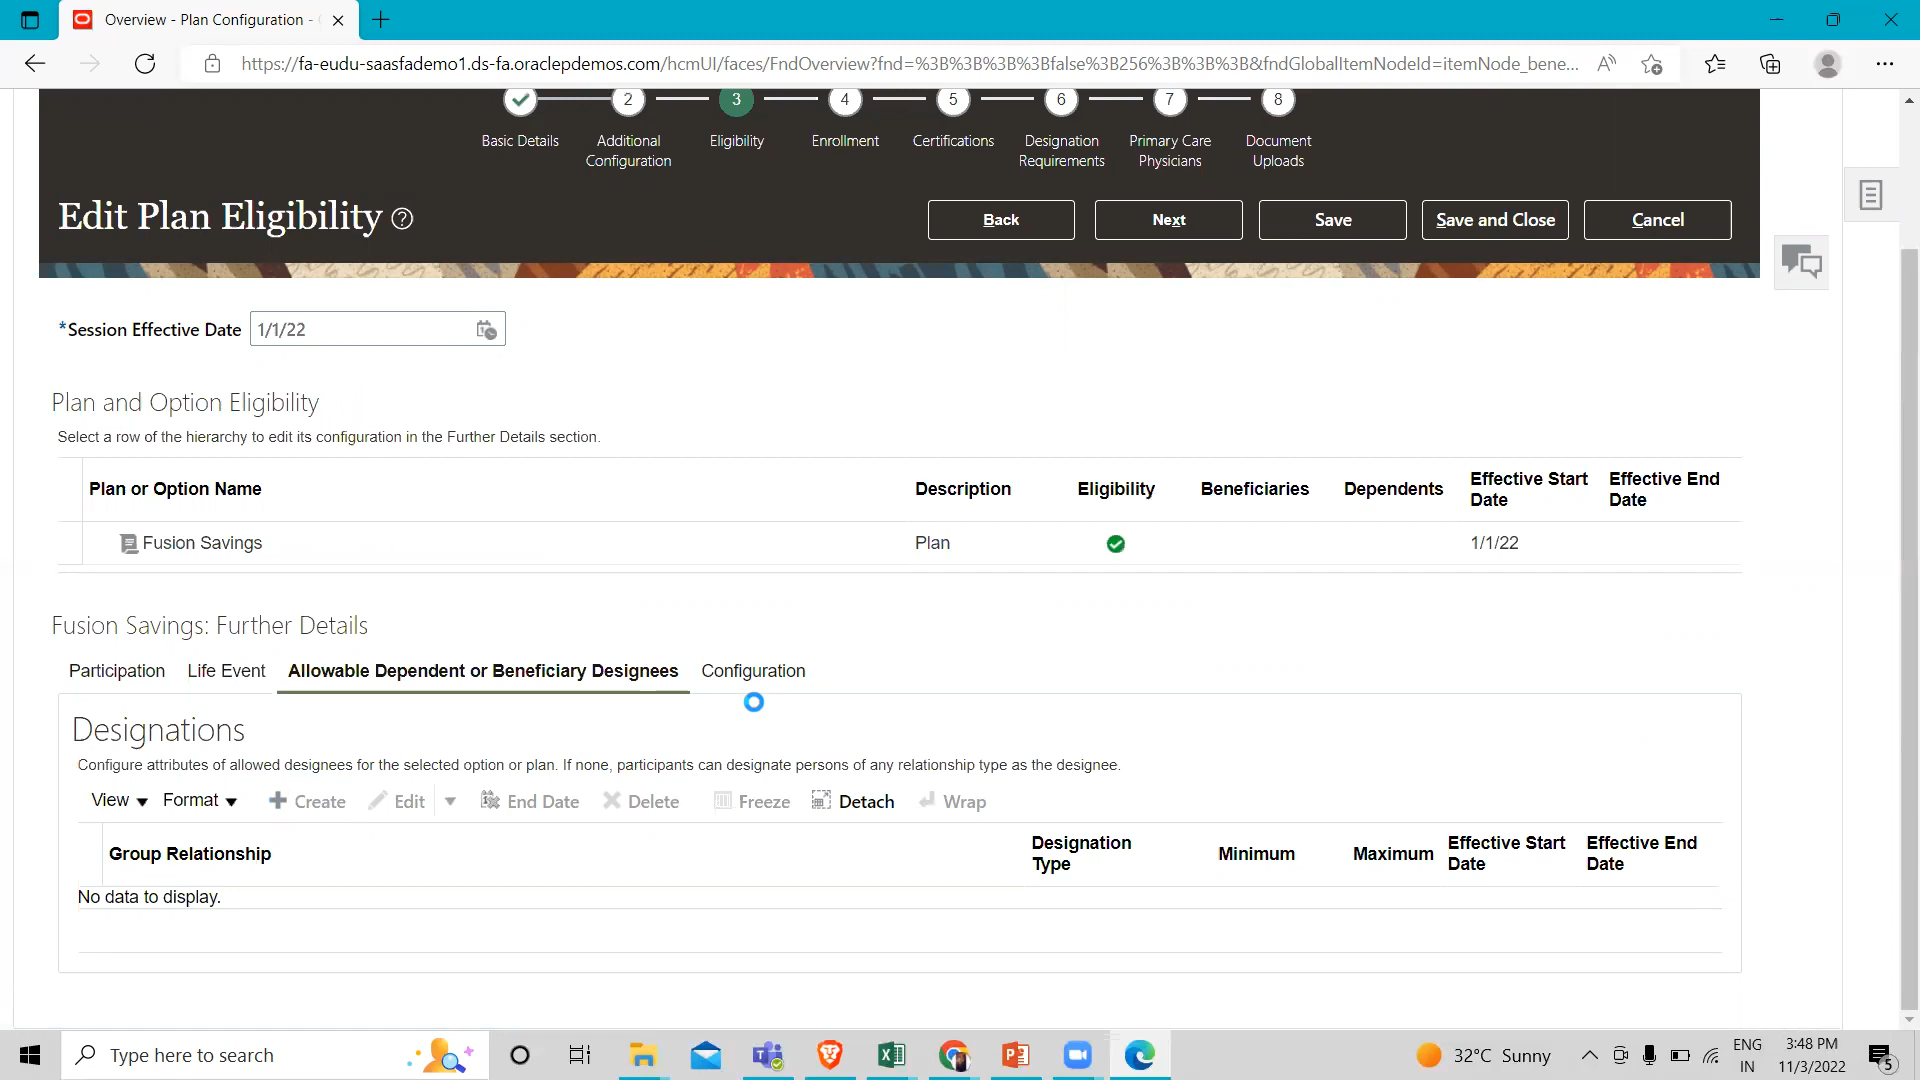 Overview - Plan Configuration -
https://fa-eudu-saasfademo1.ds-fa.oraclepdemos.com/hcmUI/faces/FndOverview?fnd=%3B%3B%3B%3Bfalse%3B256%3B%3B%3B&fndGlobalItemNodeId=itemNode_bene...
2 3 4 5 6 7 8
Basic Details Additional Configuration Eligibility Enrollment Certifications Designation Requirements Primary Care Physicians Document Uploads
Edit Plan Eligibility ?
Back Next Save Save and Close Cancel
*Session Effective Date 1/1/22
Plan and Option Eligibility
Select a row of the hierarchy to edit its configuration in the Further Details section.
Plan or Option Name Description Eligibility Beneficiaries Dependents Effective Start Date Effective End Date
Fusion Savings Plan 1/1/22
Fusion Savings: Further Details
Participation Life Event Allowable Dependent or Beneficiary Designees Configuration
Designations
Configure attributes of allowed designees for the selected option or plan. If none, participants can designate persons of any relationship type as the designee.
View Format Create Edit End Date Delete Freeze Detach Wrap
Group Relationship Designation Type Minimum Maximum Effective Start Date Effective End Date
No data to display.
Type here to search
32°C Sunny
ENG
IN
3:48 PM
11/3/2022
5